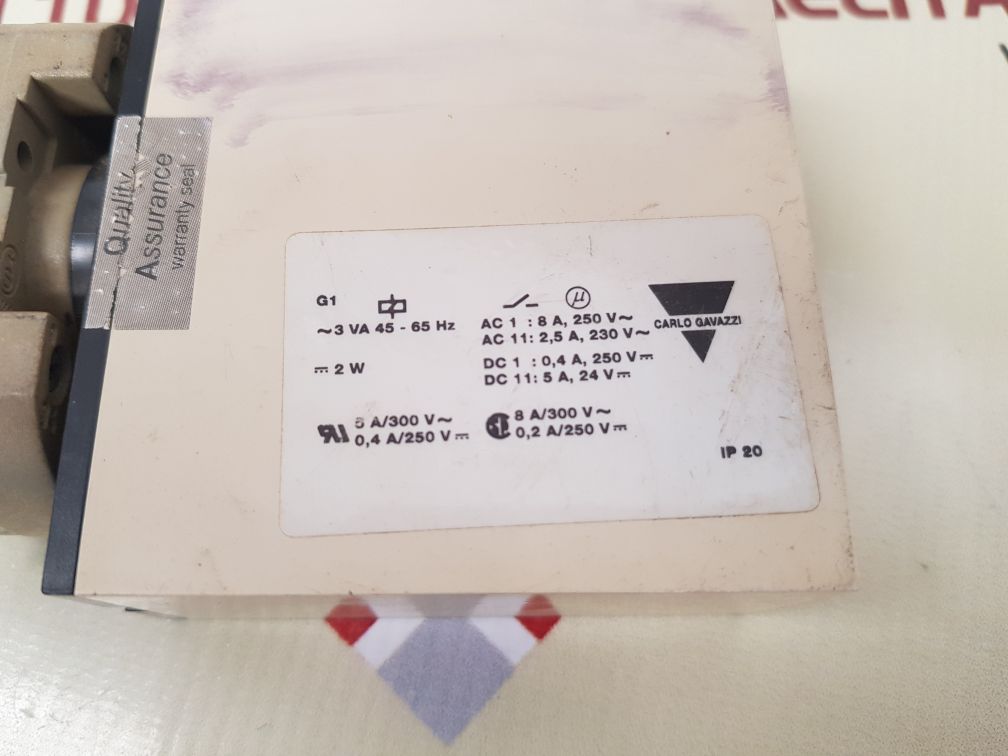 Quality
Assurance
warranty seal
G1
~3 VA 45 - 65 Hz
⎓ 2 W
µ
AC 1 : 8 A, 250 V~
AC 11: 2,5 A, 230 V~
DC 1 : 0,4 A, 250 V⎓
DC 11: 5 A, 24 V⎓
CARLO GAVAZZI
A/300 V~
0,4 A/250 V⎓
8 A/300 V~
0,2 A/250 V⎓
IP 20